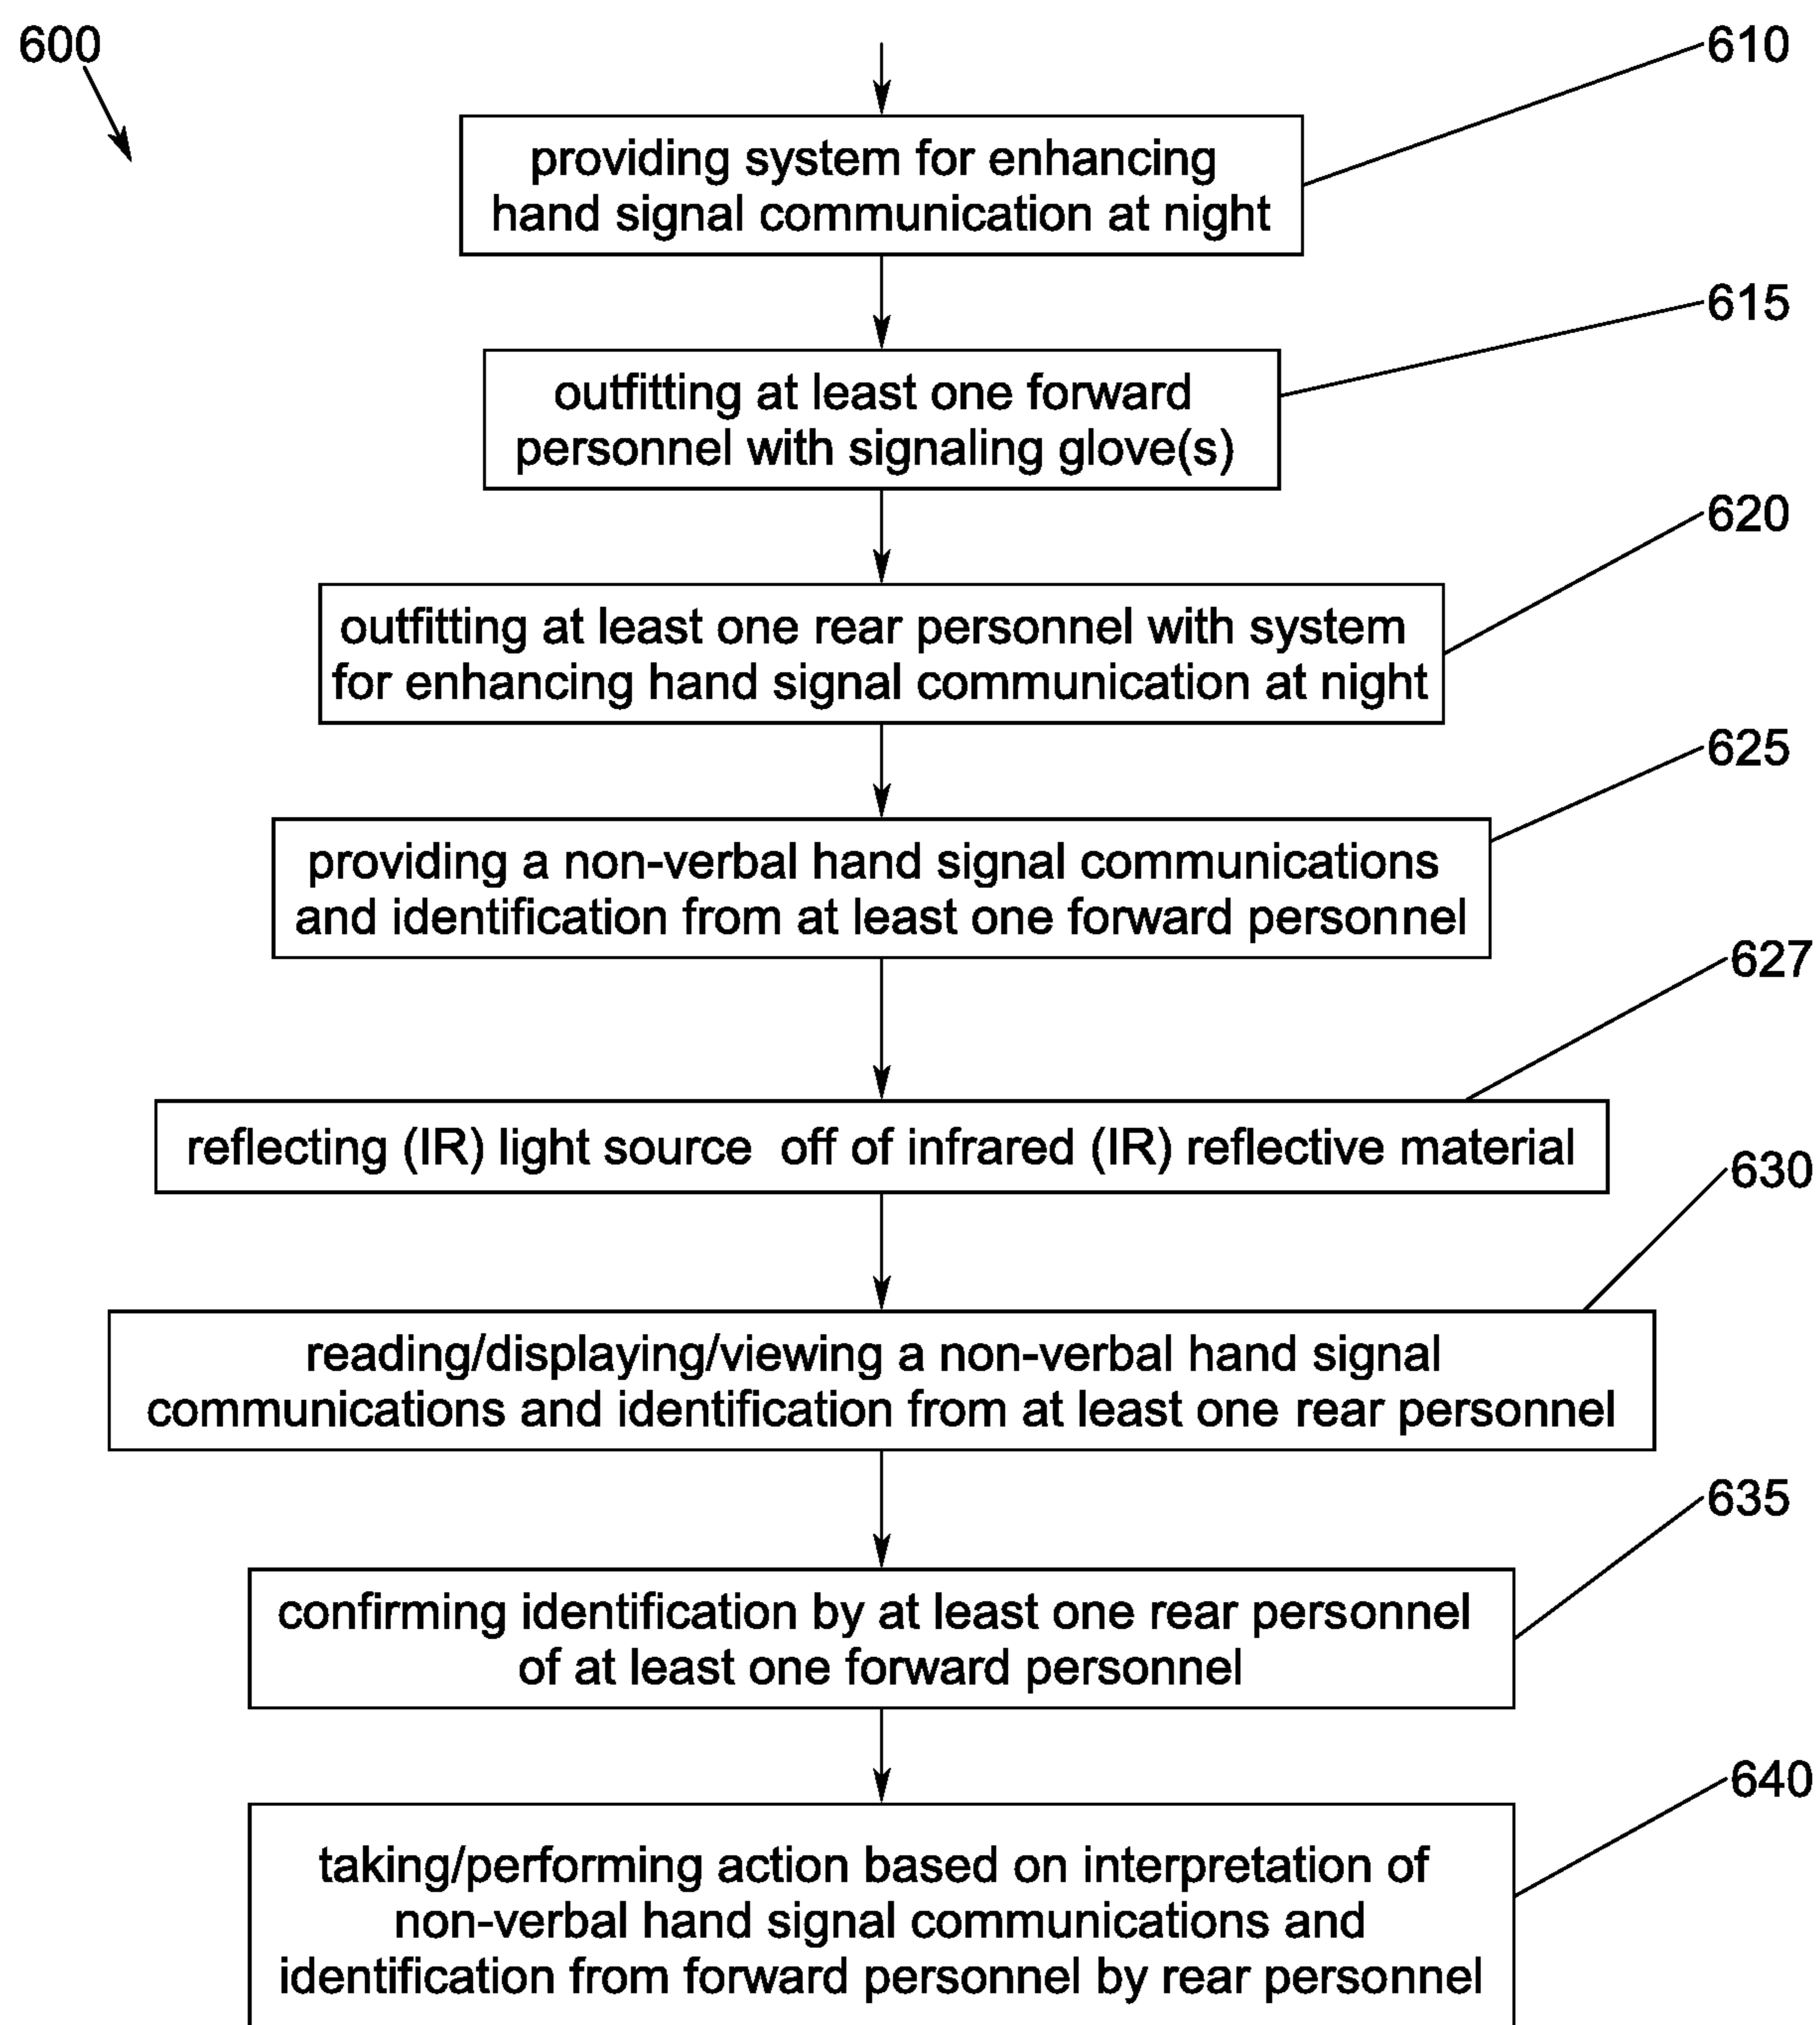 600
610
providing system for enhancing
hand signal communication at night
615
outfitting at least one forward
personnel with signaling glove(s)
620
outfitting at least one rear personnel with system
for enhancing hand signal communication at night
625
providing a non-verbal hand signal communications
and identification from at least one forward personnel
627
reflecting (IR) light source off of infrared (IR) reflective material
630
reading/displaying/viewing a non-verbal hand signal
communications and identification from at least one rear personnel
635
confirming identification by at least one rear personnel
of at least one forward personnel
640
taking/performing action based on interpretation of
non-verbal hand signal communications and
identification from forward personnel by rear personnel